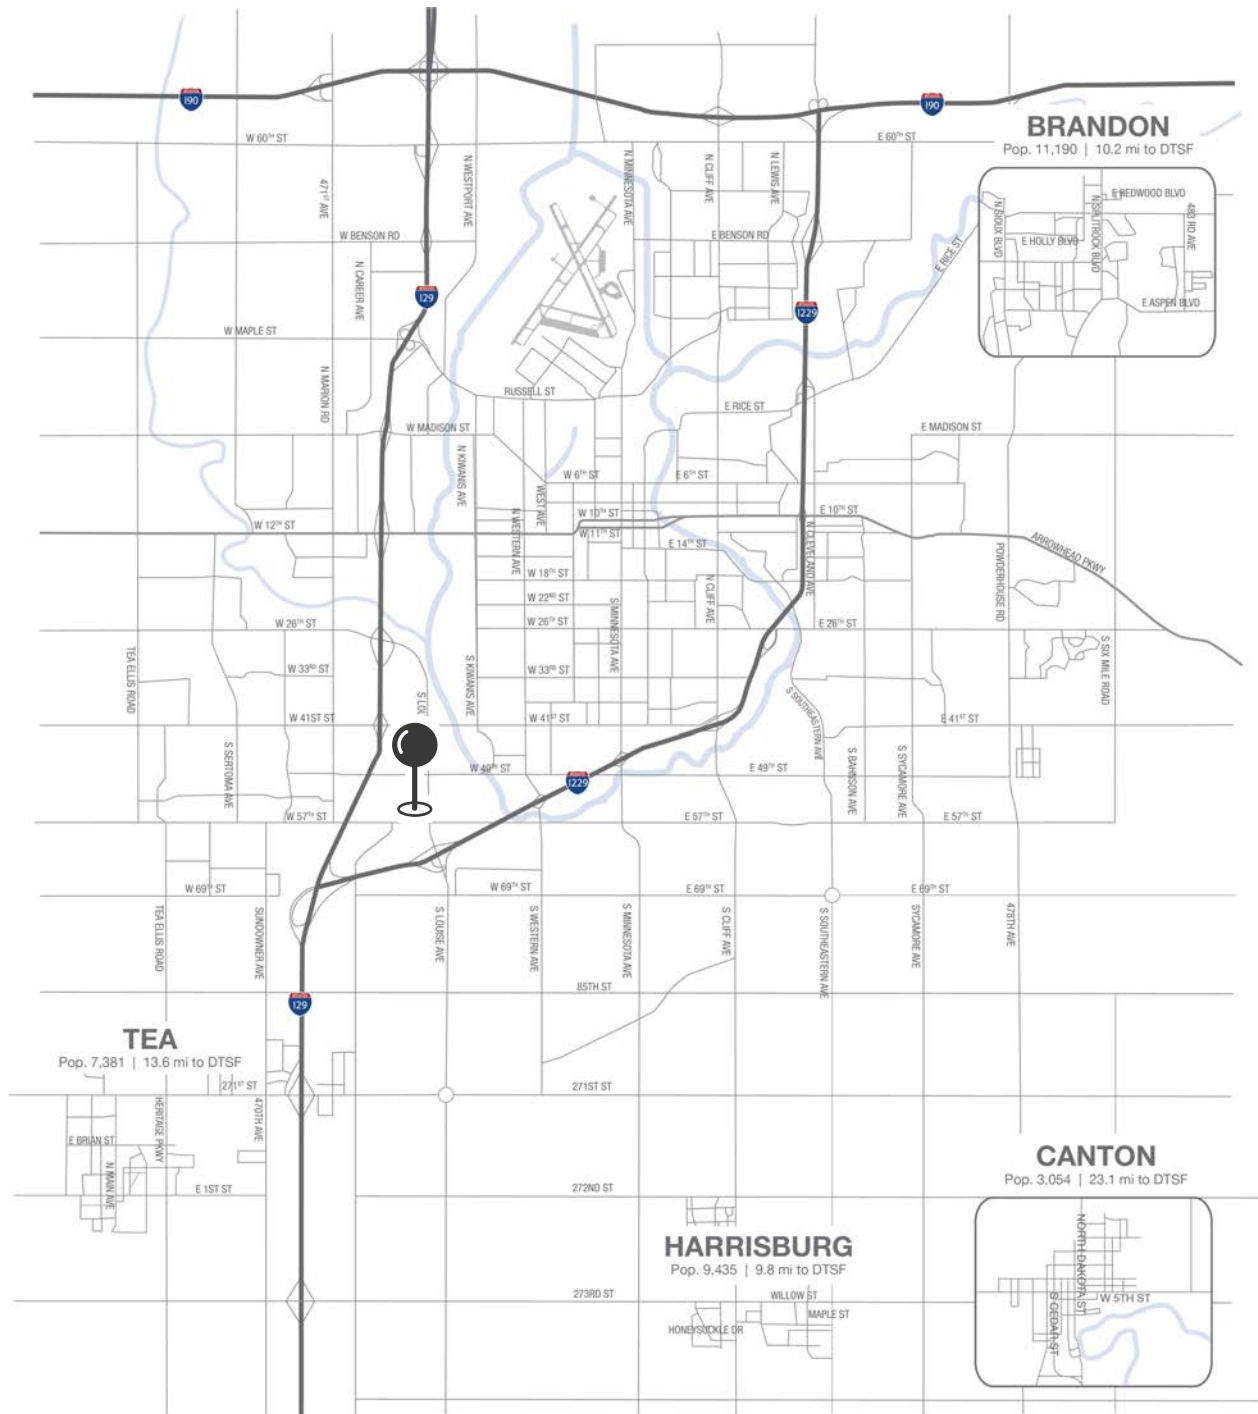 190
190
BRANDON
Pop. 11,190 | 10.2 mi to DTSF
W 60TH ST
E 60TH ST
471ST AVE
N WESTPORT AVE
N MINNESOTA AVE
N CLIFF AVE
N LEWIS AVE
E REDWOOD BLVD
N SIOUX BLVD
N SPLITROCK BLVD
483 RD AVE
E HOLLY BLVD
E ASPEN BLVD
W BENSON RD
E BENSON RD
E RICE ST
N CAREER AVE
129
1229
W MAPLE ST
N MARION RD
RUSSELL ST
E RICE ST
W MADISON ST
E MADISON ST
N KIWANIS AVE
W 6TH ST
E 6TH ST
WEST AVE
N WESTERN AVE
W 10TH ST
E 10TH ST
W 12TH ST
W 11TH ST
E 14TH ST
N CLEVELAND AVE
POWDERHOUSE RD
ARROWHEAD PKWY
W 18TH ST
N CLIFF AVE
W 22ND ST
S MINNESOTA AVE
W 26TH ST
W 26TH ST
E 26TH ST
TEA ELLIS ROAD
W 33RD ST
S KIWANIS AVE
W 33RD ST
S SIX MILE ROAD
S LOU
S SOUTHEASTERN AVE
W 41ST ST
W 41ST ST
E 41ST ST
S SERTOMA AVE
S BAHNSON AVE
S SYCAMORE AVE
W 49TH ST
E 49TH ST
1229
W 57TH ST
E 57TH ST
E 57TH ST
W 69TH ST
W 69TH ST
E 69TH ST
E 69TH ST
TEA ELLIS ROAD
SUNDOWNER AVE
S LOUISE AVE
S WESTERN AVE
S MINNESOTA AVE
S CLIFF AVE
S SOUTHEASTERN AVE
SYCAMORE AVE
478TH AVE
85TH ST
129
TEA
Pop. 7,381 | 13.6 mi to DTSF
271ST ST
271ST ST
HERITAGE PKWY
470TH AVE
E BRIAN ST
N MAIN AVE
E 1ST ST
272ND ST
CANTON
Pop. 3,054 | 23.1 mi to DTSF
NORTH DAKOTA ST
W 5TH ST
S CEDAR ST
HARRISBURG
Pop. 9,435 | 9.8 mi to DTSF
273RD ST
WILLOW ST
MAPLE ST
HONEYSUCKLE DR